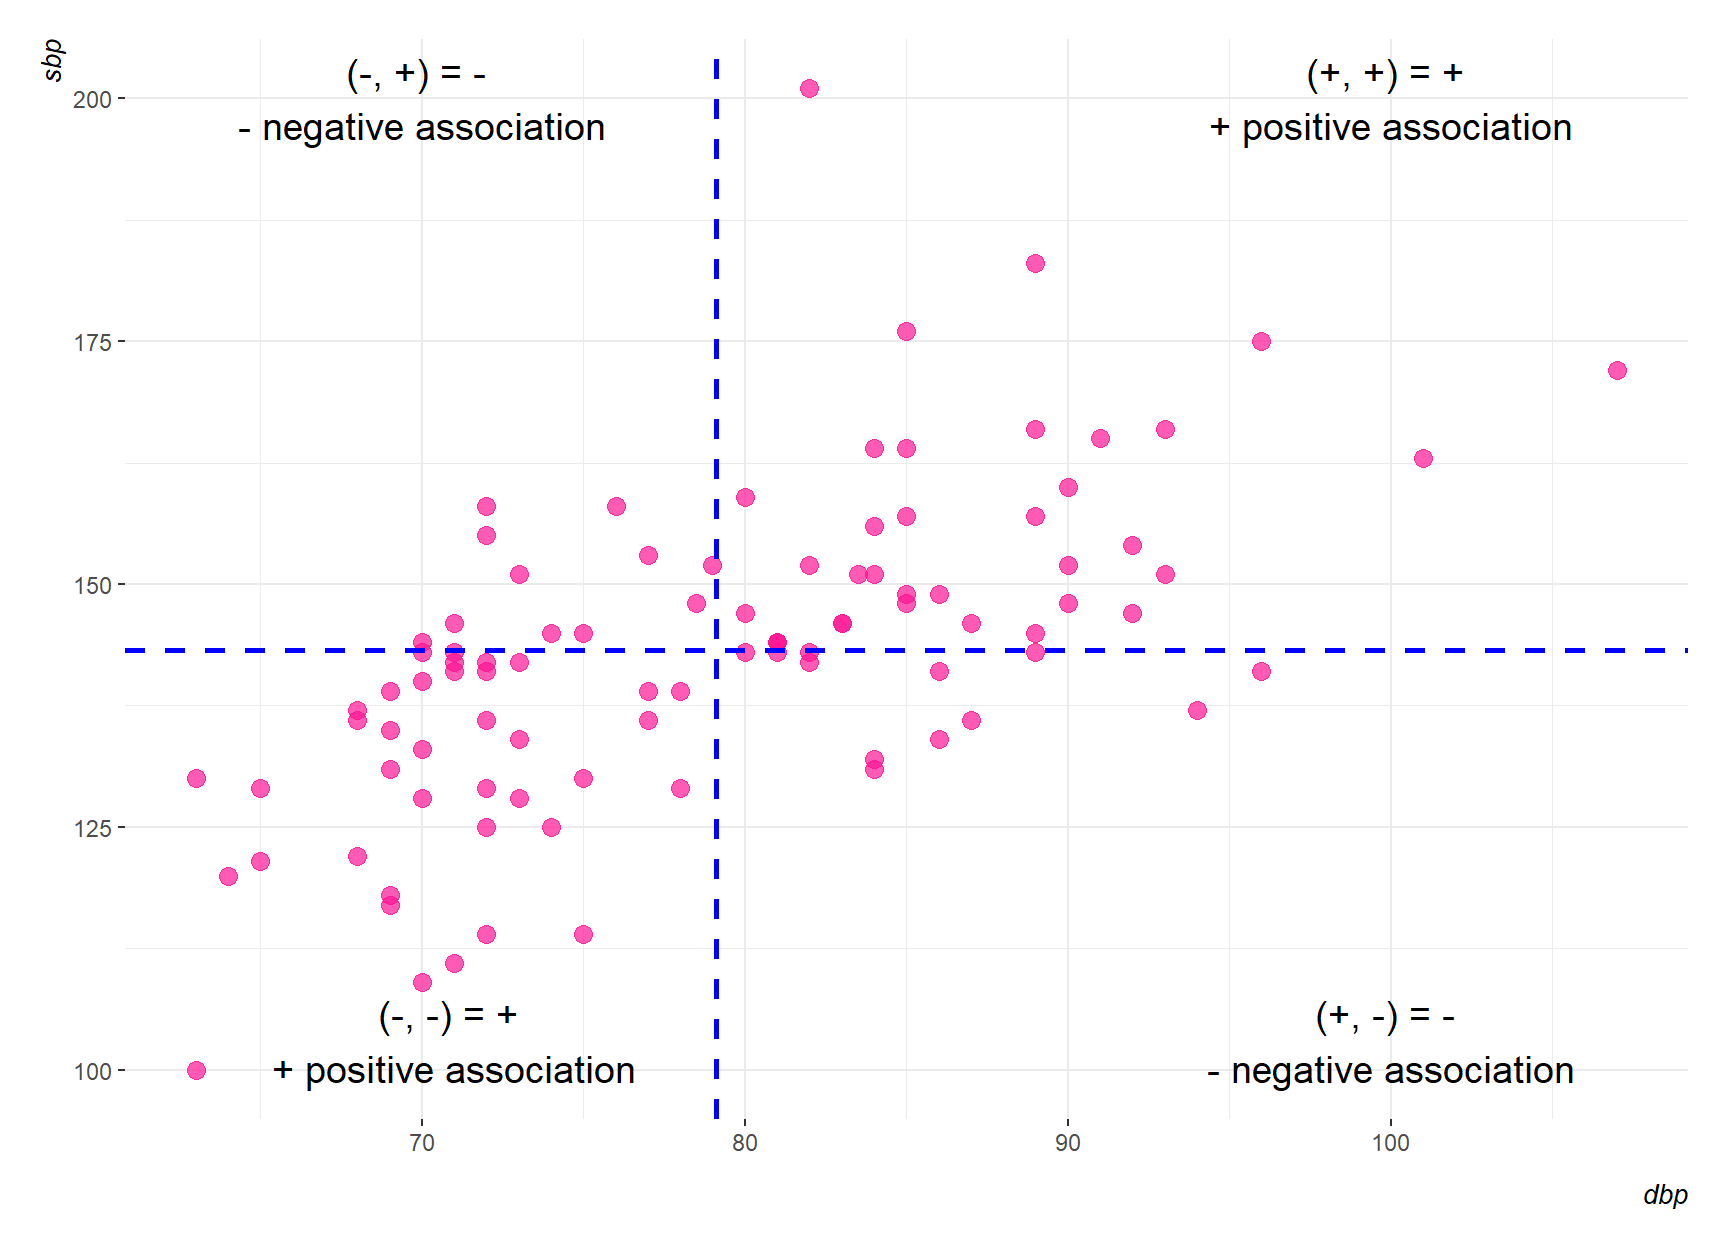 sbp
(-, +) = -
- negative association
(+, +) = +
+ positive association
200
175
150
125
100
(-, -) = +
+ positive association
(+, -) = -
- negative association
70
80
90
100
dbp